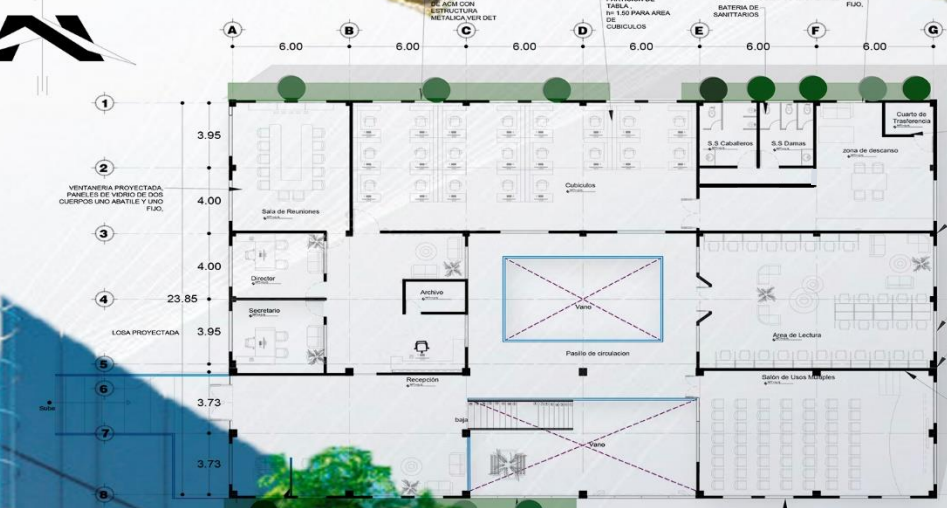 DE ACM CON
ESTRUCTURA
METALICA VER DET
TABLA ,
h= 1.50 PARA AREA
DE
CUBICULOS
BATERIA DE
SANITTARIOS
FIJO,
A B C D E F G
6.00 6.00 6.00 6.00 6.00 6.00
1
3.95
2
4.00
3
4.00
4
23.85
3.95
5
6
3.73
7
3.73
8
VENTANERIA PROYECTADA,
PANELES DE VIDRIO DE DOS
CUERPOS UNO ABATILE Y UNO
FIJO,
LOSA PROYECTADA
Sube
Sala de Reuniones
Cubiculos
S.S Caballeros
S.S Damas
Cuarto de
Trasferencia
zona de descanso
Director
Secretario
Archivo
Vano
Pasillo de circulacion
Area de Lectura
Recepción
Salón de Usos Multiples
baja
Vano